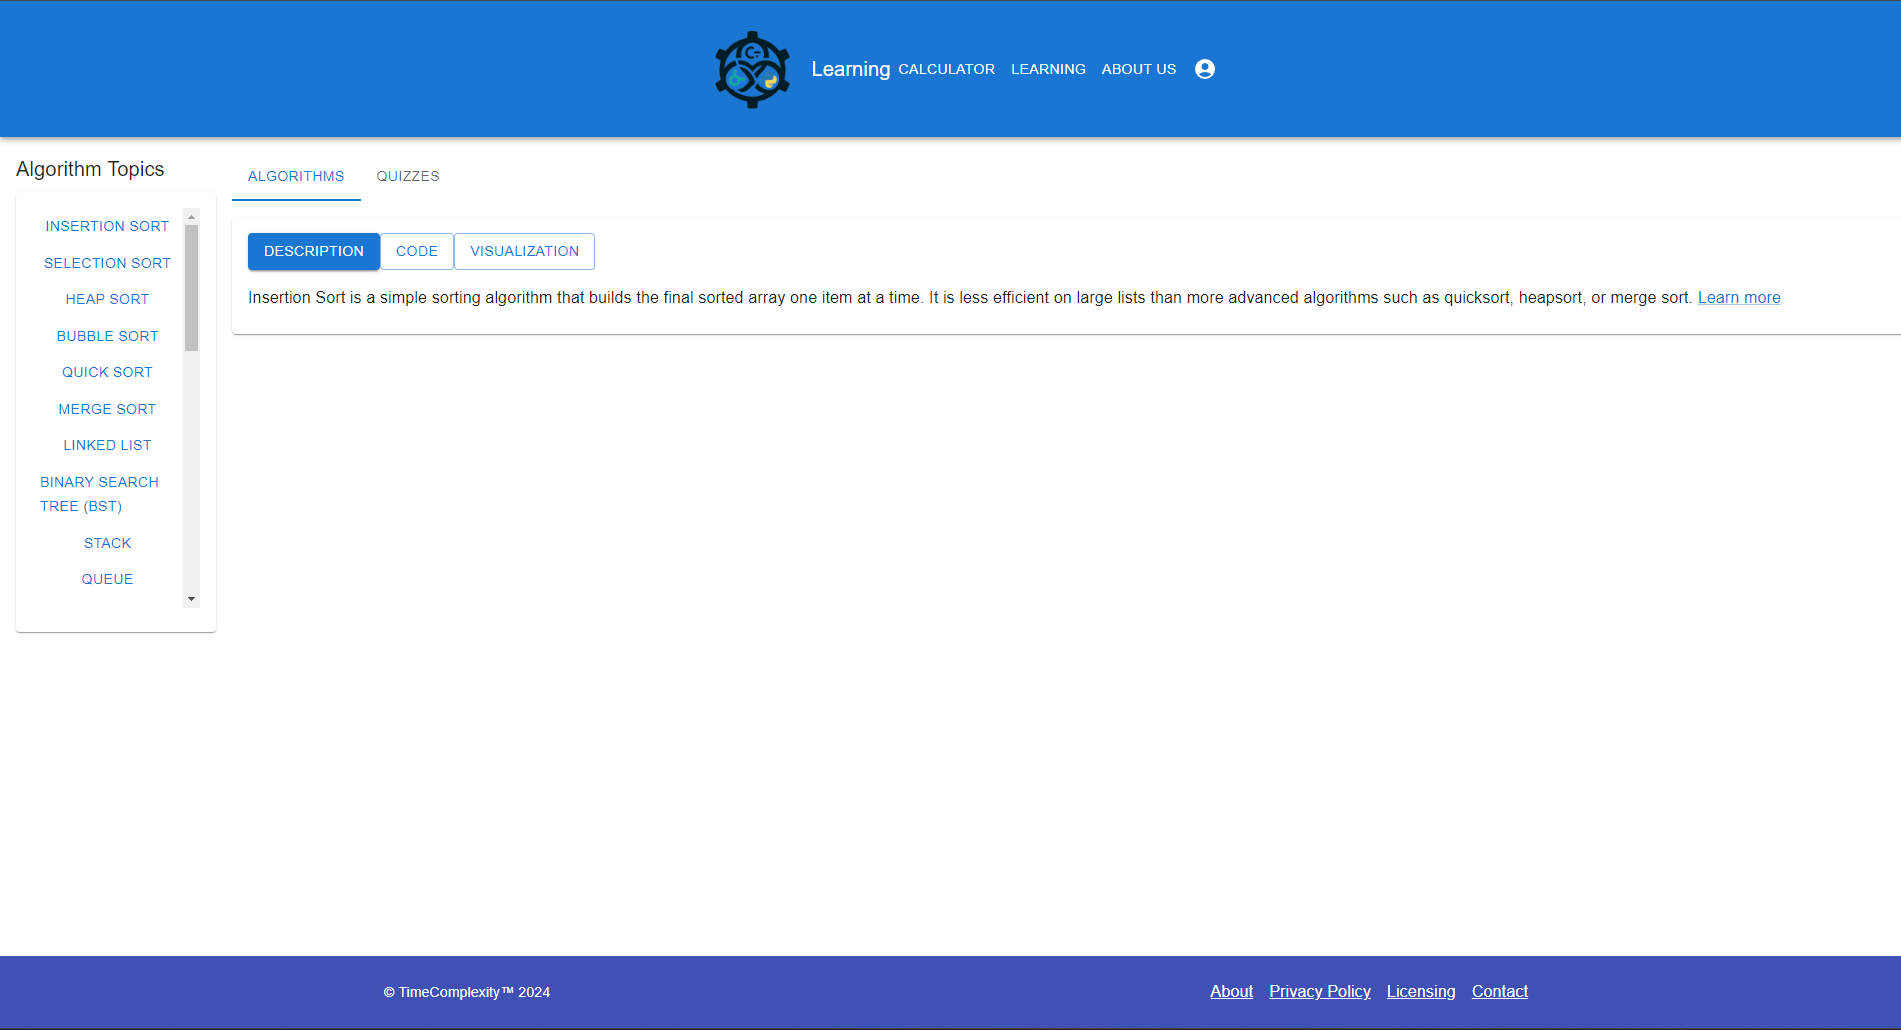 Learning CALCULATOR LEARNING ABOUT US
Algorithm Topics
INSERTION SORT
SELECTION SORT
HEAP SORT
BUBBLE SORT
QUICK SORT
MERGE SORT
LINKED LIST
BINARY SEARCH
TREE (BST)
STACK
QUEUE
ALGORITHMS QUIZZES
DESCRIPTION CODE VISUALIZATION
Insertion Sort is a simple sorting algorithm that builds the final sorted array one item at a time. It is less efficient on large lists than more advanced algorithms such as quicksort, heapsort, or merge sort. Learn more
© TimeComplexity™ 2024
About Privacy Policy Licensing Contact